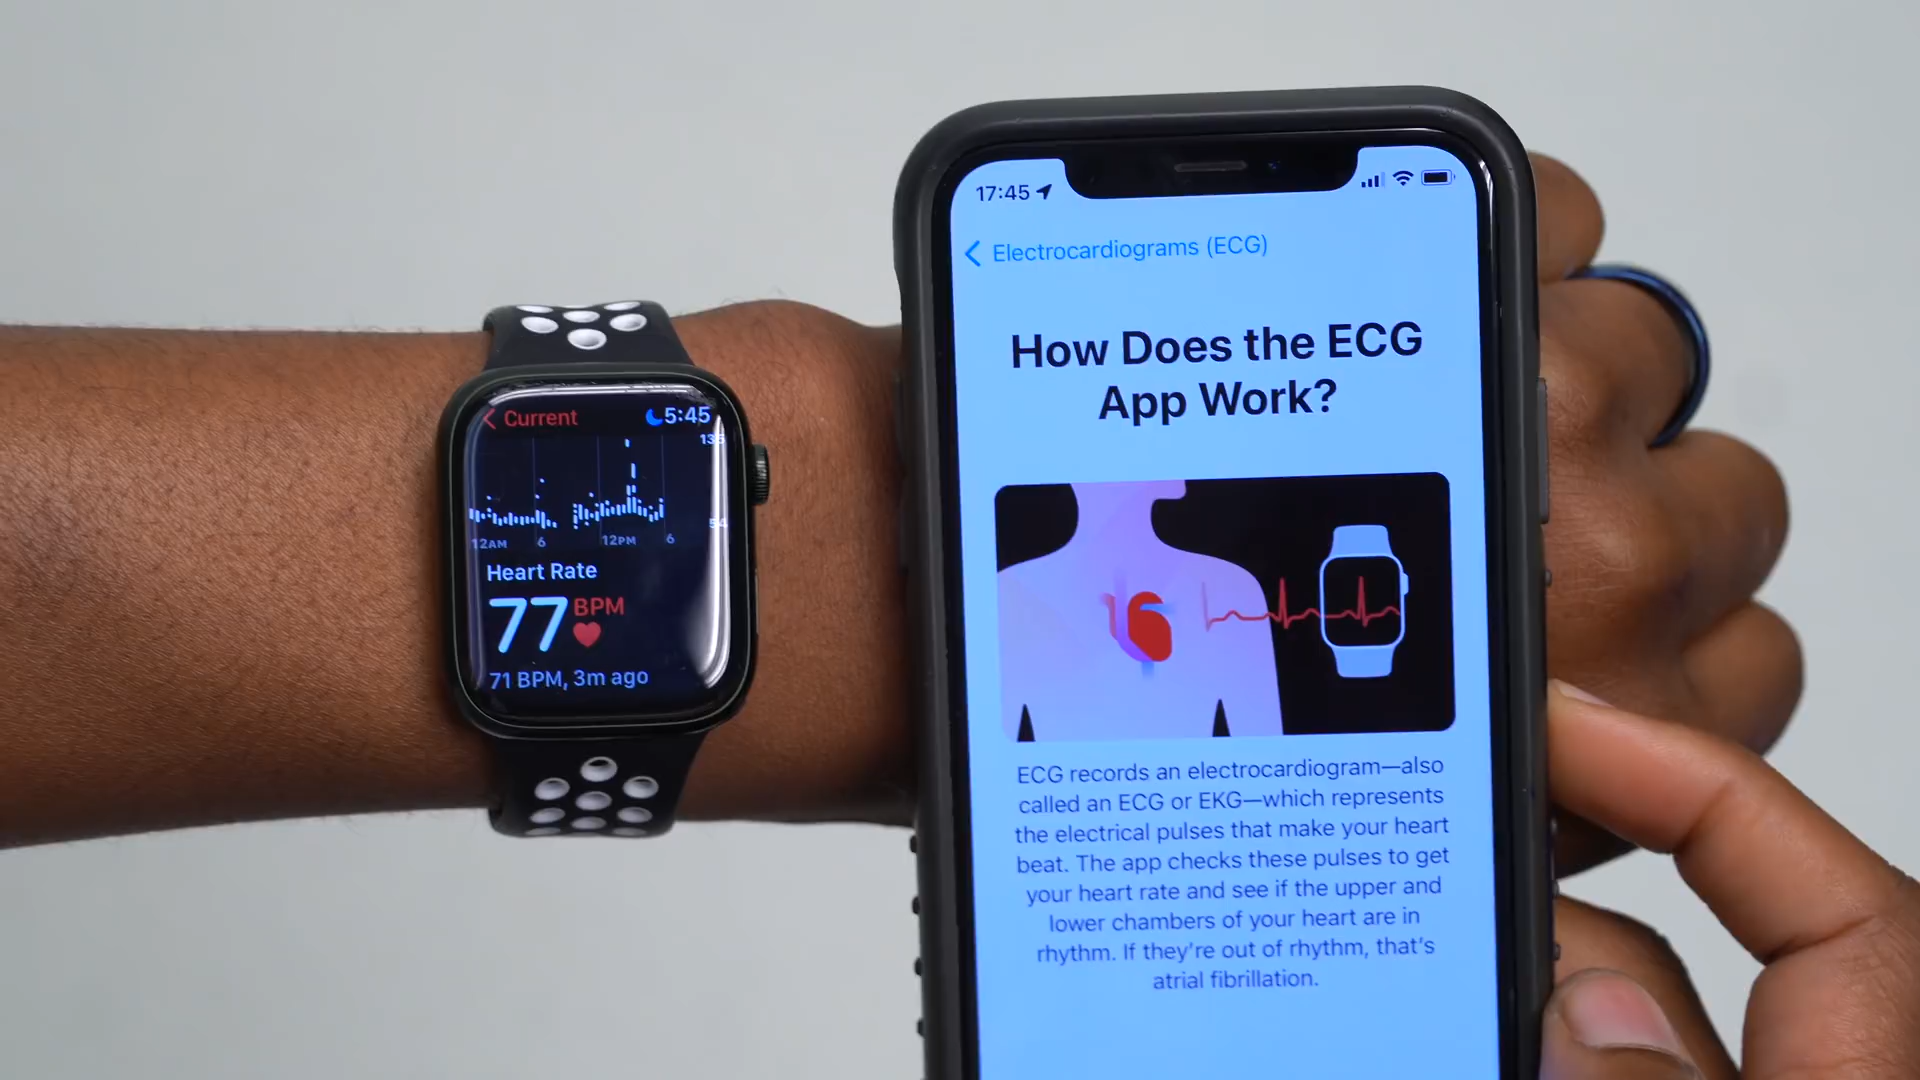 Current
5:45
135
54
12AM 6 12PM 6
Heart Rate
77 BPM
71 BPM, 3m ago
17:45
Electrocardiograms (ECG)
How Does the ECG
App Work?
ECG records an electrocardiogram—also
called an ECG or EKG—which represents
the electrical pulses that make your heart
beat. The app checks these pulses to get
your heart rate and see if the upper and
lower chambers of your heart are in
rhythm. If they're out of rhythm, that's
atrial fibrillation.